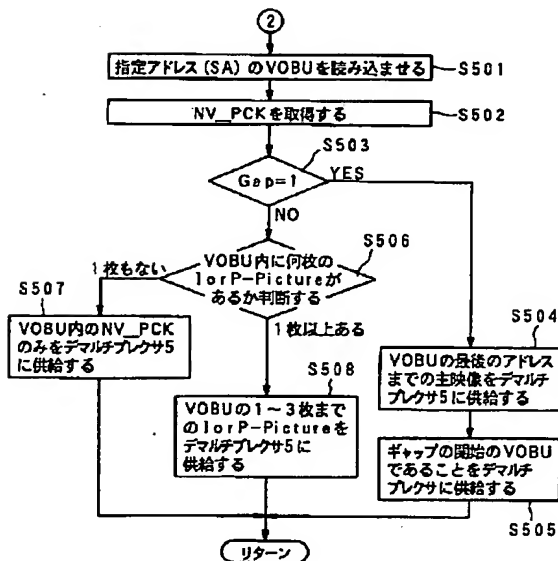 2
指定アドレス(SA)のVOBUを読み込ませる
S501
NV_PCKを取得する
S502
S503
Gap=1
YES
NO
S506
VOBU内に何枚の
IorP-Pictureが
あるか判断する
1枚もない
S507
VOBU内のNV_PCK
のみをデマルチプレクサ5
に供給する
1枚以上ある
S508
VOBUの1~3枚まで
のIorP-Pictureを
デマルチプレクサ5に
供給する
S504
VOBUの最後のアドレス
までの主映像をデマルチ
プレクサ5に供給する
ギャップの開始のVOBU
であることをデマルチ
プレクサに供給する
S505
リターン